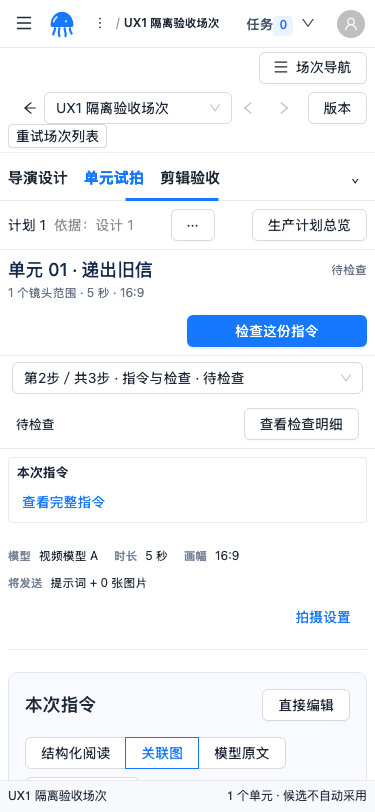 / UX1 隔离验收场次 任务 0
场次导航
UX1 隔离验收场次 版本
重试场次列表
导演设计 单元试拍 剪辑验收
计划 1 依据：设计 1 ... 生产计划总览
单元 01 · 递出旧信 待检查
1 个镜头范围 · 5 秒 · 16:9
检查这份指令
第2步 / 共3步 · 指令与检查 · 待检查
待检查 查看检查明细
本次指令
查看完整指令
模型 视频模型 A 时长 5 秒 画幅 16:9
将发送 提示词 + 0 张图片
拍摄设置
本次指令 直接编辑
结构化阅读 关联图 模型原文
UX1 隔离验收场次 1 个单元 · 候选不自动采用